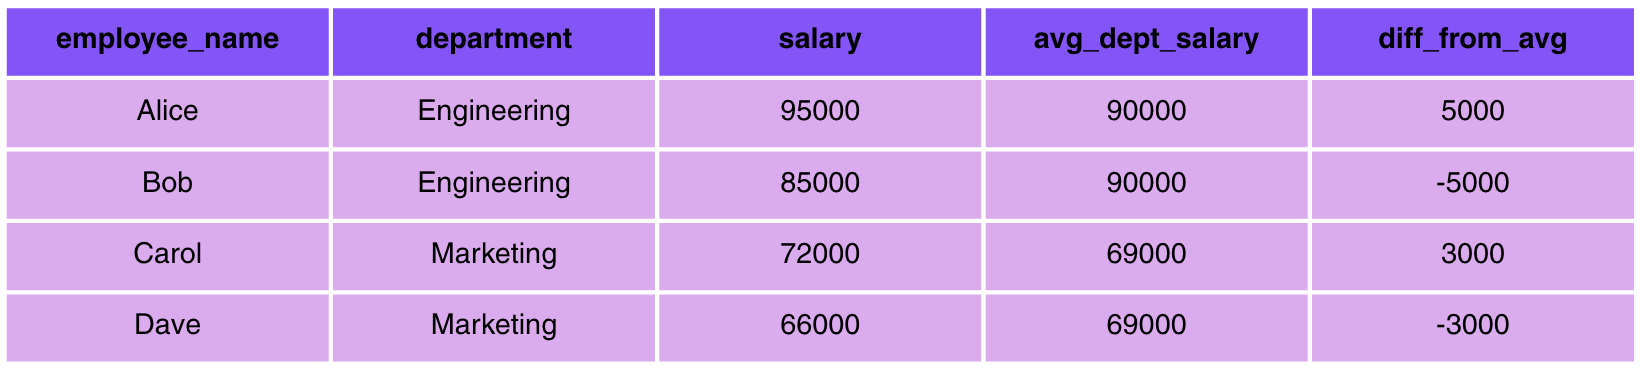 employee_name department salary avg_dept_salary diff_from_avg
Alice Engineering 95000 90000 5000
Bob Engineering 85000 90000 -5000
Carol Marketing 72000 69000 3000
Dave Marketing 66000 69000 -3000